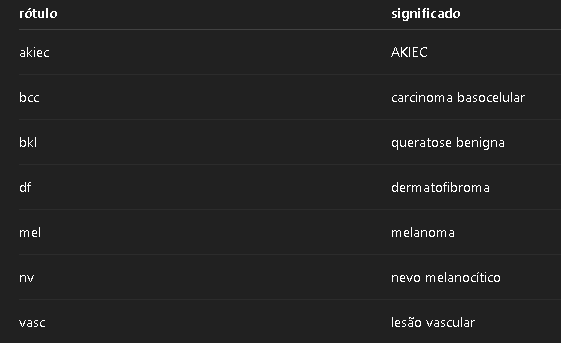 rótulo significado
akiec AKIEC
bcc carcinoma basocelular
bkl queratose benigna
df dermatofibroma
mel melanoma
nv nevo melanocítico
vasc lesão vascular